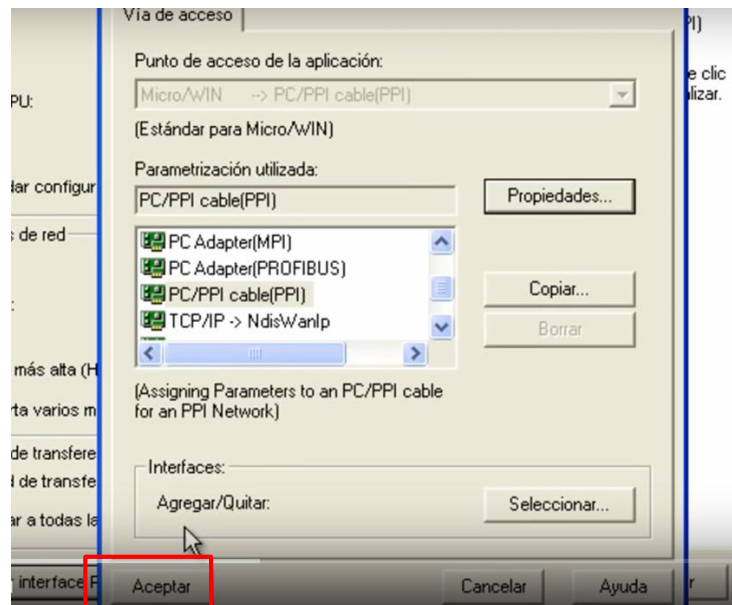 Vía de acceso
Punto de acceso de la aplicación:
Micro/WIN --> PC/PPI cable(PPI)
(Estándar para Micro/WIN)
Parametrización utilizada:
PC/PPI cable(PPI)
Propiedades...
PC Adapter(MPI)
PC Adapter(PROFIBUS)
PC/PPI cable(PPI)
TCP/IP -> NdisWanIp
Copiar...
Borrar
(Assigning Parameters to an PC/PPI cable
for an PPI Network)
Interfaces:
Agregar/Quitar:
Seleccionar...
Aceptar
Cancelar
Ayuda
PU:
dar configur
s de red
más alta (H
rta varios m
de transfere
d de transfe
ar a todas la
interface P
PI)
e clic
lizar.
r